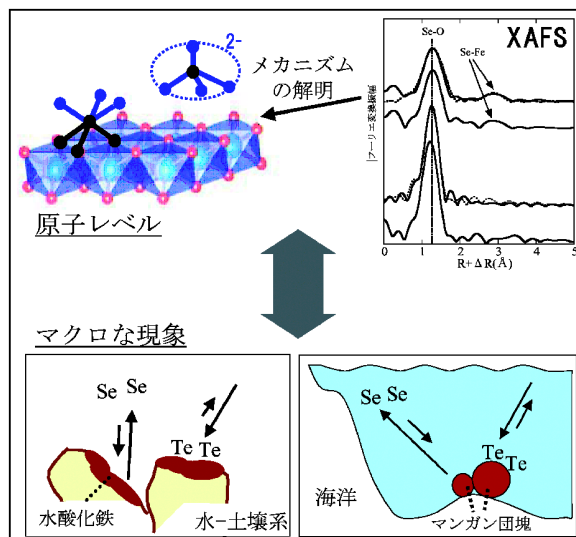 2-
メカニズム
の解明
原子レベル
XAFS
Se-O
Se-Fe
|フーリエ変換振幅|
0 1 2 3 4 5
R+ΔR(Å)
マクロな現象
Se Se
Te Te
水酸化鉄
水-土壌系
Se Se
Te
Te
海洋
マンガン団塊